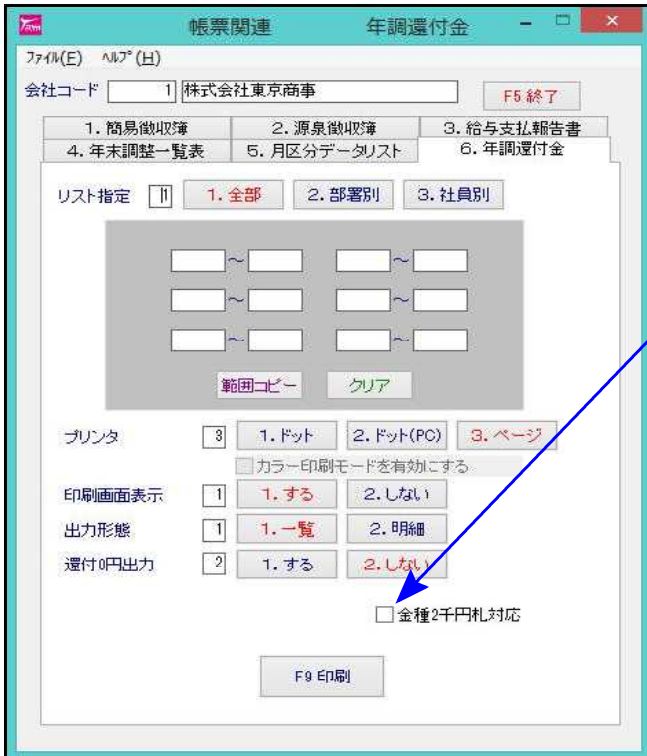 Tam
帳票関連　年調還付金
ﾌｧｲﾙ(F) ﾍﾙﾌﾟ(H)
会社コード 1 株式会社東京商事 F5 終了
1. 簡易徴収簿 2. 源泉徴収簿 3. 給与支払報告書
4. 年末調整一覧表 5. 月区分データリスト 6. 年調還付金
リスト指定 1 1. 全部 2. 部署別 3. 社員別
～ ～
～ ～
～ ～
範囲コピー クリア
プリンタ 3 1. ドット 2. ドット(PC) 3. ページ
カラー印刷モードを有効にする
印刷画面表示 1 1. する 2. しない
出力形態 1 1. 一覧 2. 明細
還付0円出力 2 1. する 2. しない
金種2千円札対応
F9 印刷